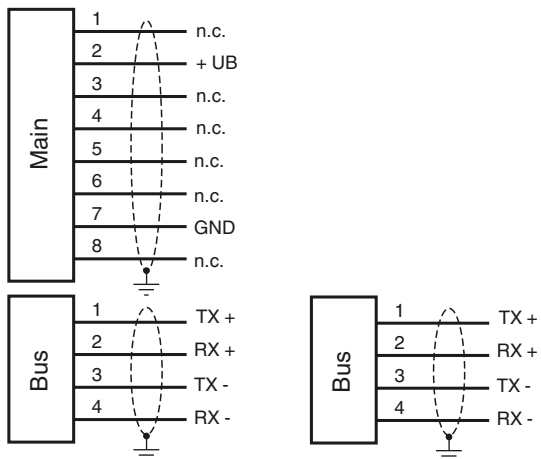 Main
1 n.c.
2 + UB
3 n.c.
4 n.c.
5 n.c.
6 n.c.
7 GND
8 n.c.
Bus
1 TX +
2 RX +
3 TX -
4 RX -
Bus
1 TX +
2 RX +
3 TX -
4 RX -